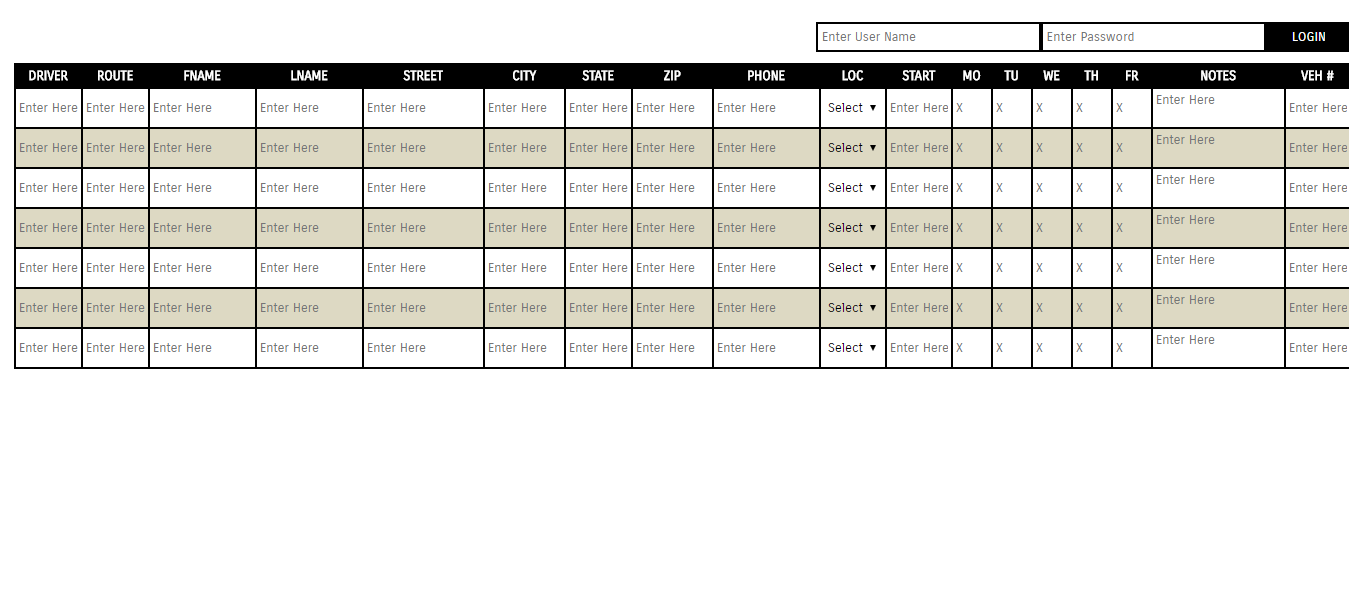 Enter User Name Enter Password LOGIN
DRIVER ROUTE FNAME LNAME STREET CITY STATE ZIP PHONE LOC START MO TU WE TH FR NOTES VEH #
Enter Here Enter Here Enter Here Enter Here Enter Here Enter Here Enter Here Enter Here Enter Here Select ▼ Enter Here X X X X X Enter Here Enter Here
Enter Here Enter Here Enter Here Enter Here Enter Here Enter Here Enter Here Enter Here Enter Here Select ▼ Enter Here X X X X X Enter Here Enter Here
Enter Here Enter Here Enter Here Enter Here Enter Here Enter Here Enter Here Enter Here Enter Here Select ▼ Enter Here X X X X X Enter Here Enter Here
Enter Here Enter Here Enter Here Enter Here Enter Here Enter Here Enter Here Enter Here Enter Here Select ▼ Enter Here X X X X X Enter Here Enter Here
Enter Here Enter Here Enter Here Enter Here Enter Here Enter Here Enter Here Enter Here Enter Here Select ▼ Enter Here X X X X X Enter Here Enter Here
Enter Here Enter Here Enter Here Enter Here Enter Here Enter Here Enter Here Enter Here Enter Here Select ▼ Enter Here X X X X X Enter Here Enter Here
Enter Here Enter Here Enter Here Enter Here Enter Here Enter Here Enter Here Enter Here Enter Here Select ▼ Enter Here X X X X X Enter Here Enter Here